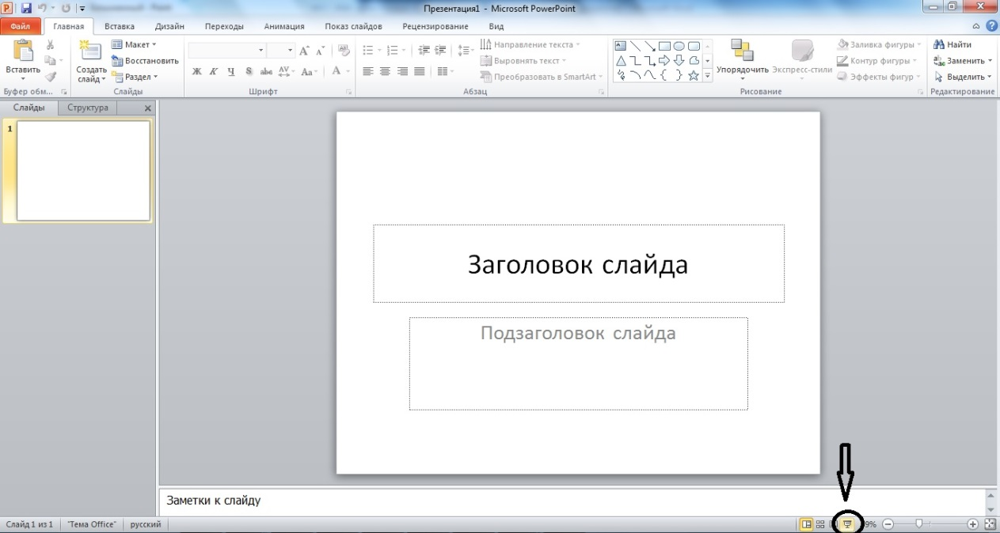 Презентация1 - Microsoft PowerPoint
Файл Главная Вставка Дизайн Переходы Анимация Показ слайдов Рецензирование Вид
Вставить
Создать слайд
Макет
Восстановить
Раздел
Ж К Ч S abc AV Aa А
Направление текста
Выровнять текст
Преобразовать в SmartArt
Упорядочить Экспресс-стили
Заливка фигуры
Контур фигуры
Эффекты фигур
Найти
Заменить
Выделить
Буфер обм... Слайды Шрифт Абзац Рисование Редактирование
Слайды Структура
1
Заголовок слайда
Подзаголовок слайда
Заметки к слайду
Слайд 1 из 1 "Тема Office" русский 9%